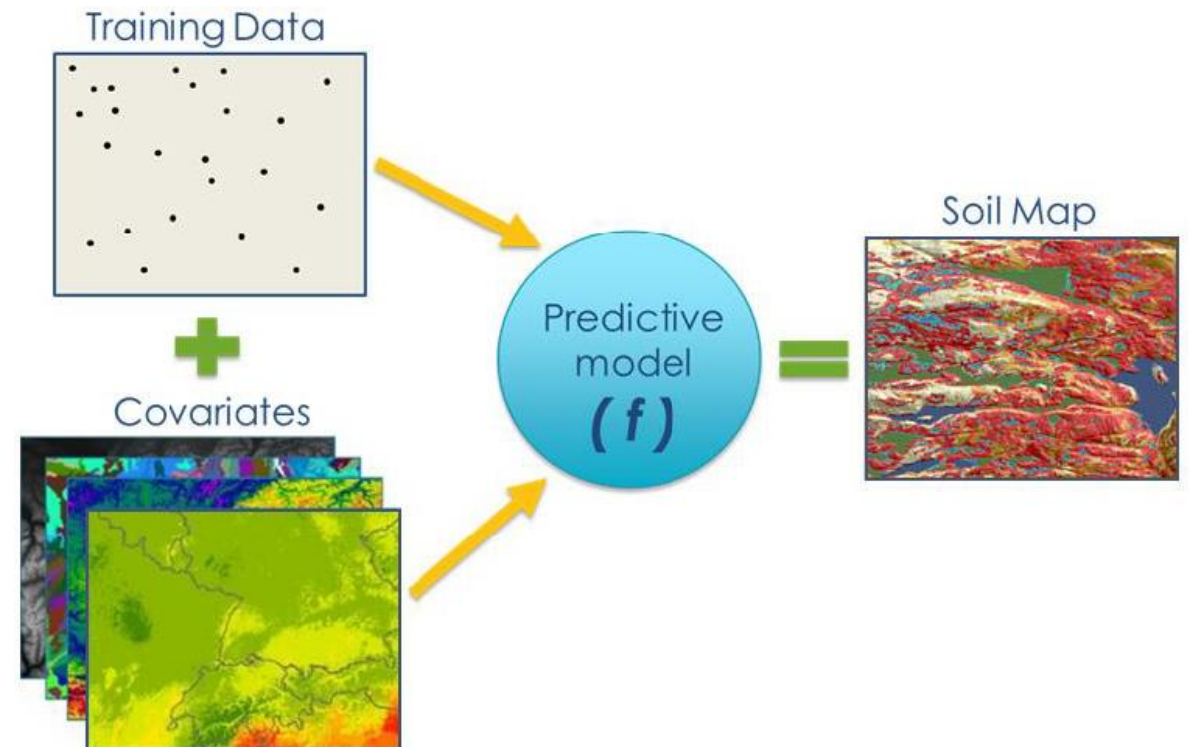 Training Data
Covariates
Predictive
model
( f )
Soil Map